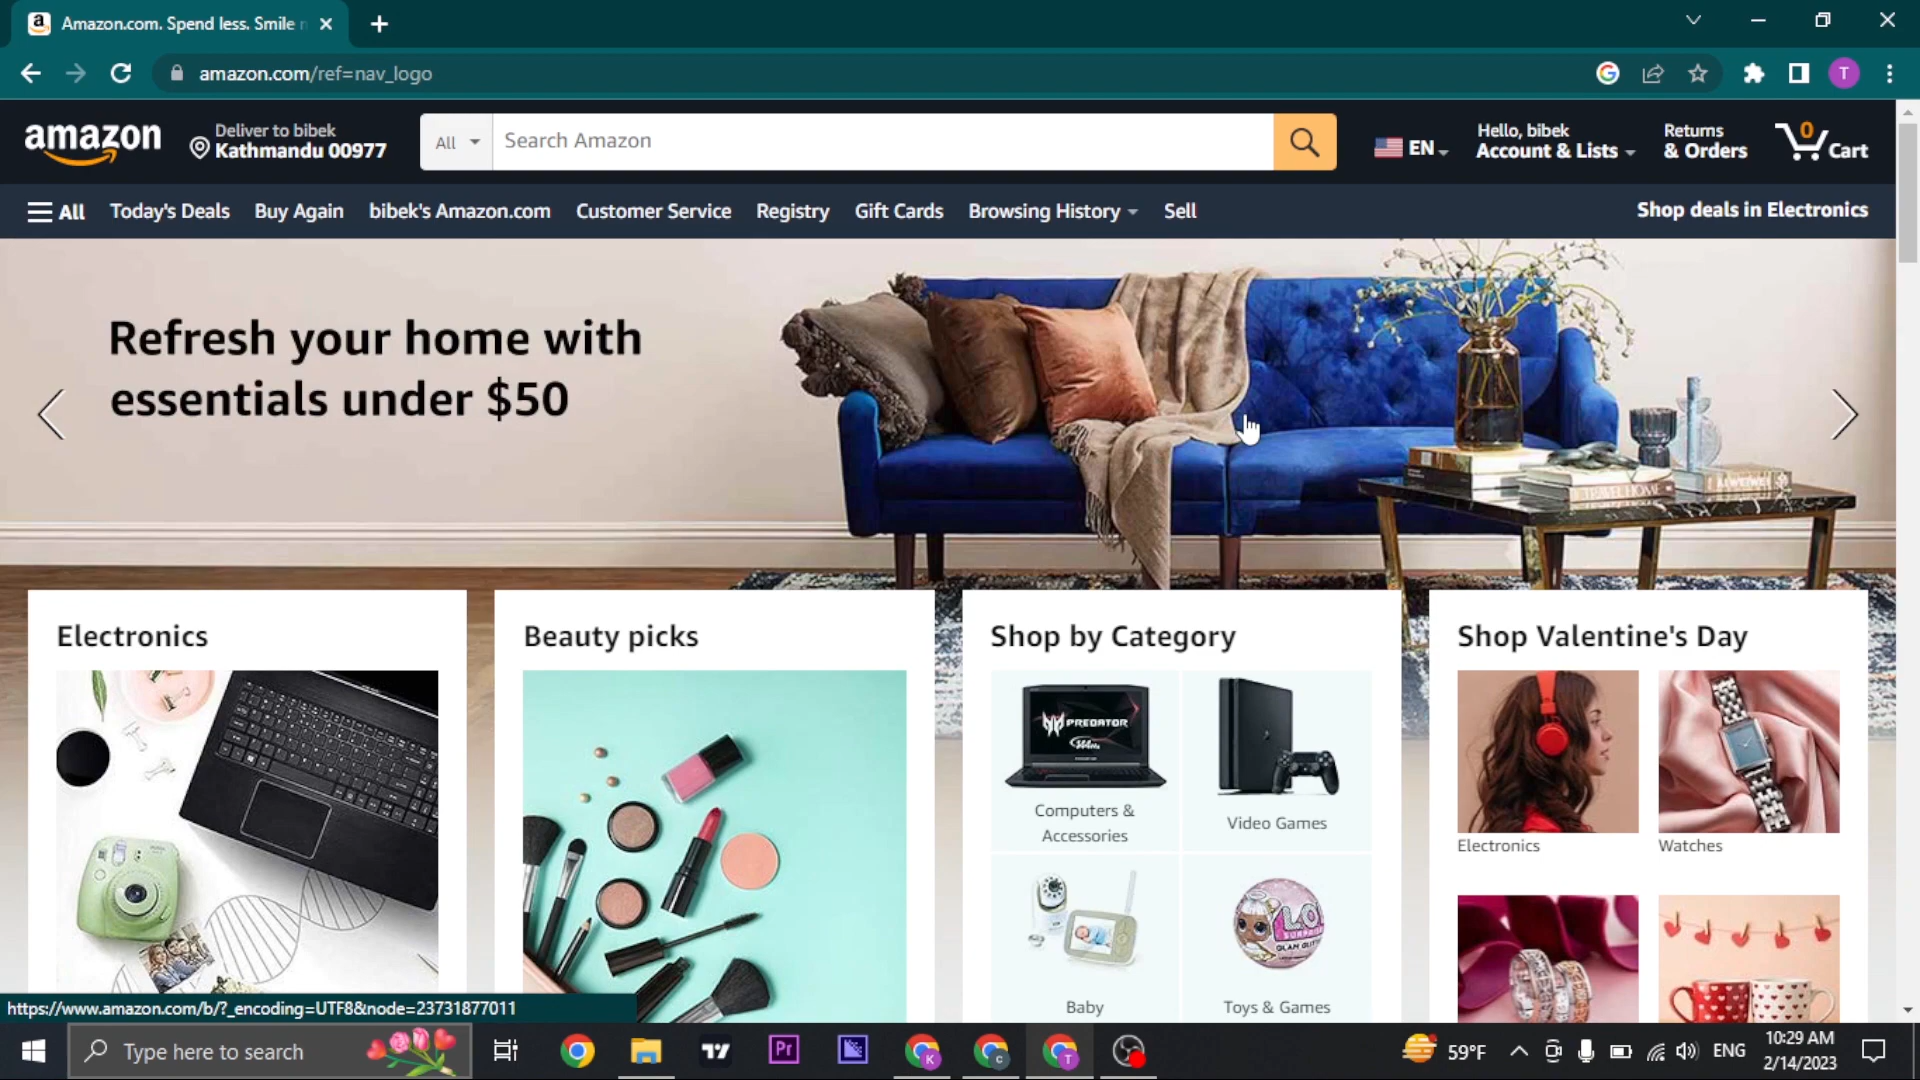 Amazon.com. Spend less. Smile
amazon.com/ref=nav_logo
T
amazon
Deliver to bibek
Kathmandu 00977
All
Search Amazon
EN
Hello, bibek
Account & Lists
Returns
& Orders
0
Cart
All
Today's Deals
Buy Again
bibek's Amazon.com
Customer Service
Registry
Gift Cards
Browsing History
Sell
Shop deals in Electronics
Refresh your home with
essentials under $50
TRAVEL HOME
Electronics
Beauty picks
Shop by Category
PREDATOR
Computers &
Accessories
Video Games
Baby
L.O.L.
SURPRISE!
Toys & Games
Shop Valentine's Day
Electronics
Watches
https://www.amazon.com/b/?_encoding=UTF8&node=23731877011
Type here to search
Pr
K
c
T
59°F
ENG
10:29 AM
2/14/2023